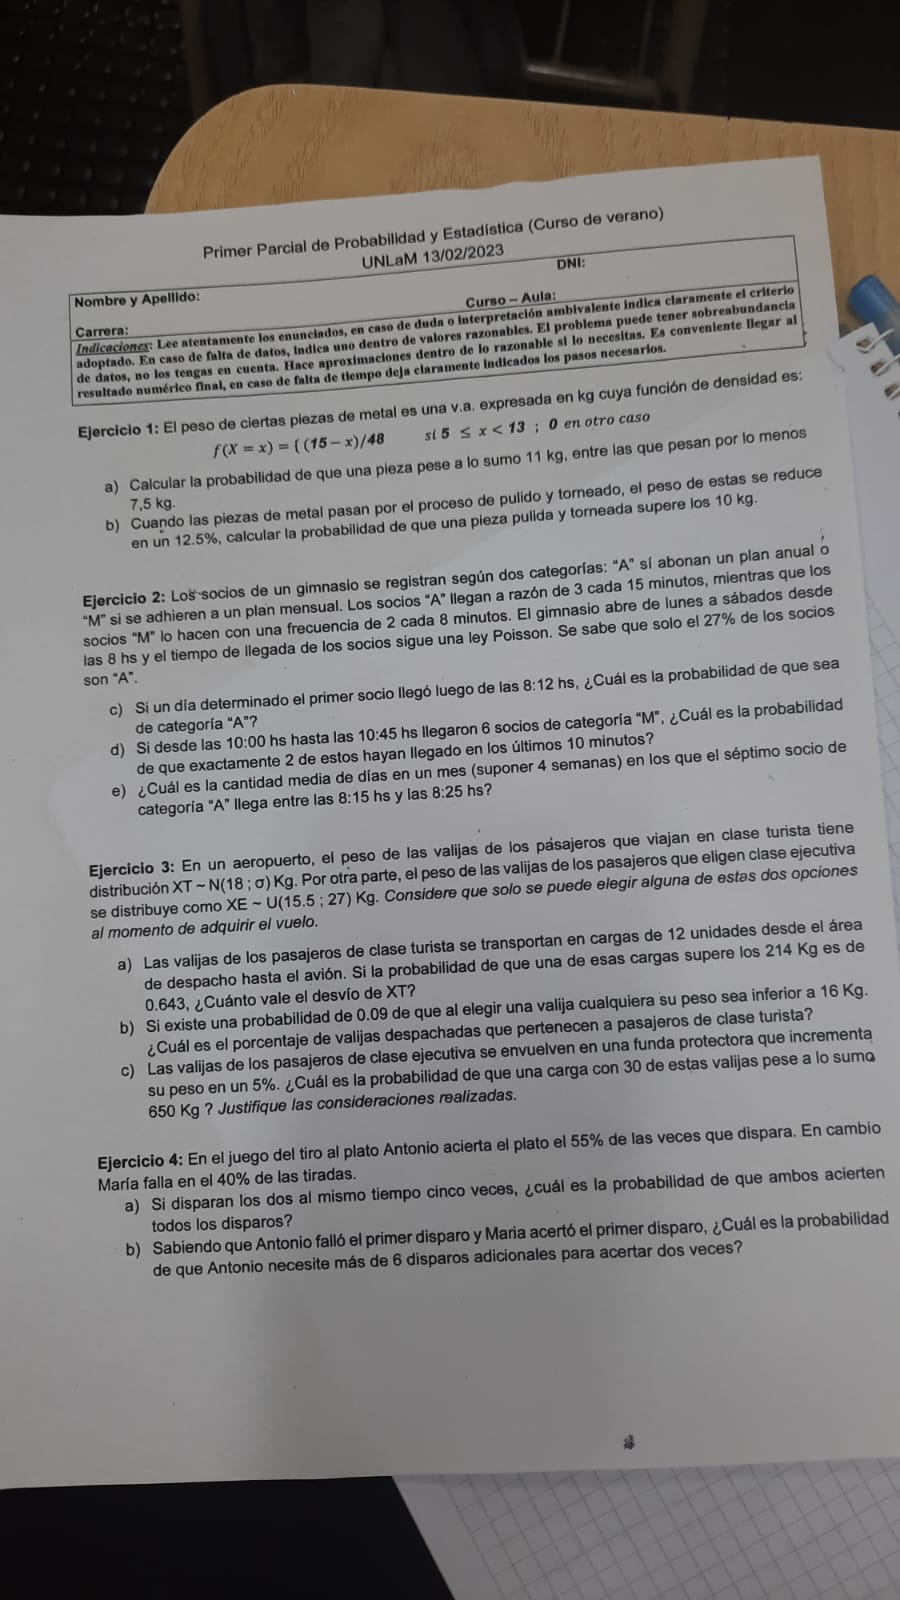 Primer Parcial de Probabilidad y Estadística (Curso de verano)
UNLaM 13/02/2023
Nombre y Apellido:
DNI:
Carrera:
Curso – Aula:
Indicaciones: Lee atentamente los enunciados, en caso de duda o interpretación ambivalente indica claramente el criterio
adoptado. En caso de falta de datos, indica uno dentro de valores razonables. El problema puede tener sobreabundancia
de datos, no los tengas en cuenta. Hace aproximaciones dentro de lo razonable si lo necesitas. Es conveniente llegar al
resultado numérico final, en caso de falta de tiempo deja claramente indicados los pasos necesarios.
Ejercicio 1: El peso de ciertas piezas de metal es una v.a. expresada en kg cuya función de densidad es:
f(X = x) = { (15 − x)/48 si 5 ≤ x < 13 ; 0 en otro caso
a) Calcular la probabilidad de que una pieza pese a lo sumo 11 kg, entre las que pesan por lo menos
7,5 kg.
b) Cuando las piezas de metal pasan por el proceso de pulido y torneado, el peso de estas se reduce
en un 12.5%, calcular la probabilidad de que una pieza pulida y torneada supere los 10 kg.
Ejercicio 2: Los socios de un gimnasio se registran según dos categorías: “A” sí abonan un plan anual o
“M” si se adhieren a un plan mensual. Los socios “A” llegan a razón de 3 cada 15 minutos, mientras que los
socios “M” lo hacen con una frecuencia de 2 cada 8 minutos. El gimnasio abre de lunes a sábados desde
las 8 hs y el tiempo de llegada de los socios sigue una ley Poisson. Se sabe que solo el 27% de los socios
son “A”.
c) Si un día determinado el primer socio llegó luego de las 8:12 hs, ¿Cuál es la probabilidad de que sea
de categoría “A”?
d) Si desde las 10:00 hs hasta las 10:45 hs llegaron 6 socios de categoría “M”, ¿Cuál es la probabilidad
de que exactamente 2 de estos hayan llegado en los últimos 10 minutos?
e) ¿Cuál es la cantidad media de días en un mes (suponer 4 semanas) en los que el séptimo socio de
categoría “A” llega entre las 8:15 hs y las 8:25 hs?
Ejercicio 3: En un aeropuerto, el peso de las valijas de los pasajeros que viajan en clase turista tiene
distribución XT ~ N(18 ; σ) Kg. Por otra parte, el peso de las valijas de los pasajeros que eligen clase ejecutiva
se distribuye como XE ~ U(15.5 ; 27) Kg. Considere que solo se puede elegir alguna de estas dos opciones
al momento de adquirir el vuelo.
a) Las valijas de los pasajeros de clase turista se transportan en cargas de 12 unidades desde el área
de despacho hasta el avión. Si la probabilidad de que una de esas cargas supere los 214 Kg es de
0.643, ¿Cuánto vale el desvío de XT?
b) Si existe una probabilidad de 0.09 de que al elegir una valija cualquiera su peso sea inferior a 16 Kg.
¿Cuál es el porcentaje de valijas despachadas que pertenecen a pasajeros de clase turista?
c) Las valijas de los pasajeros de clase ejecutiva se envuelven en una funda protectora que incrementa
su peso en un 5%. ¿Cuál es la probabilidad de que una carga con 30 de estas valijas pese a lo sumo
650 Kg ? Justifique las consideraciones realizadas.
Ejercicio 4: En el juego del tiro al plato Antonio acierta el plato el 55% de las veces que dispara. En cambio
María falla en el 40% de las tiradas.
a) Si disparan los dos al mismo tiempo cinco veces, ¿cuál es la probabilidad de que ambos acierten
todos los disparos?
b) Sabiendo que Antonio falló el primer disparo y Maria acertó el primer disparo, ¿Cuál es la probabilidad
de que Antonio necesite más de 6 disparos adicionales para acertar dos veces?